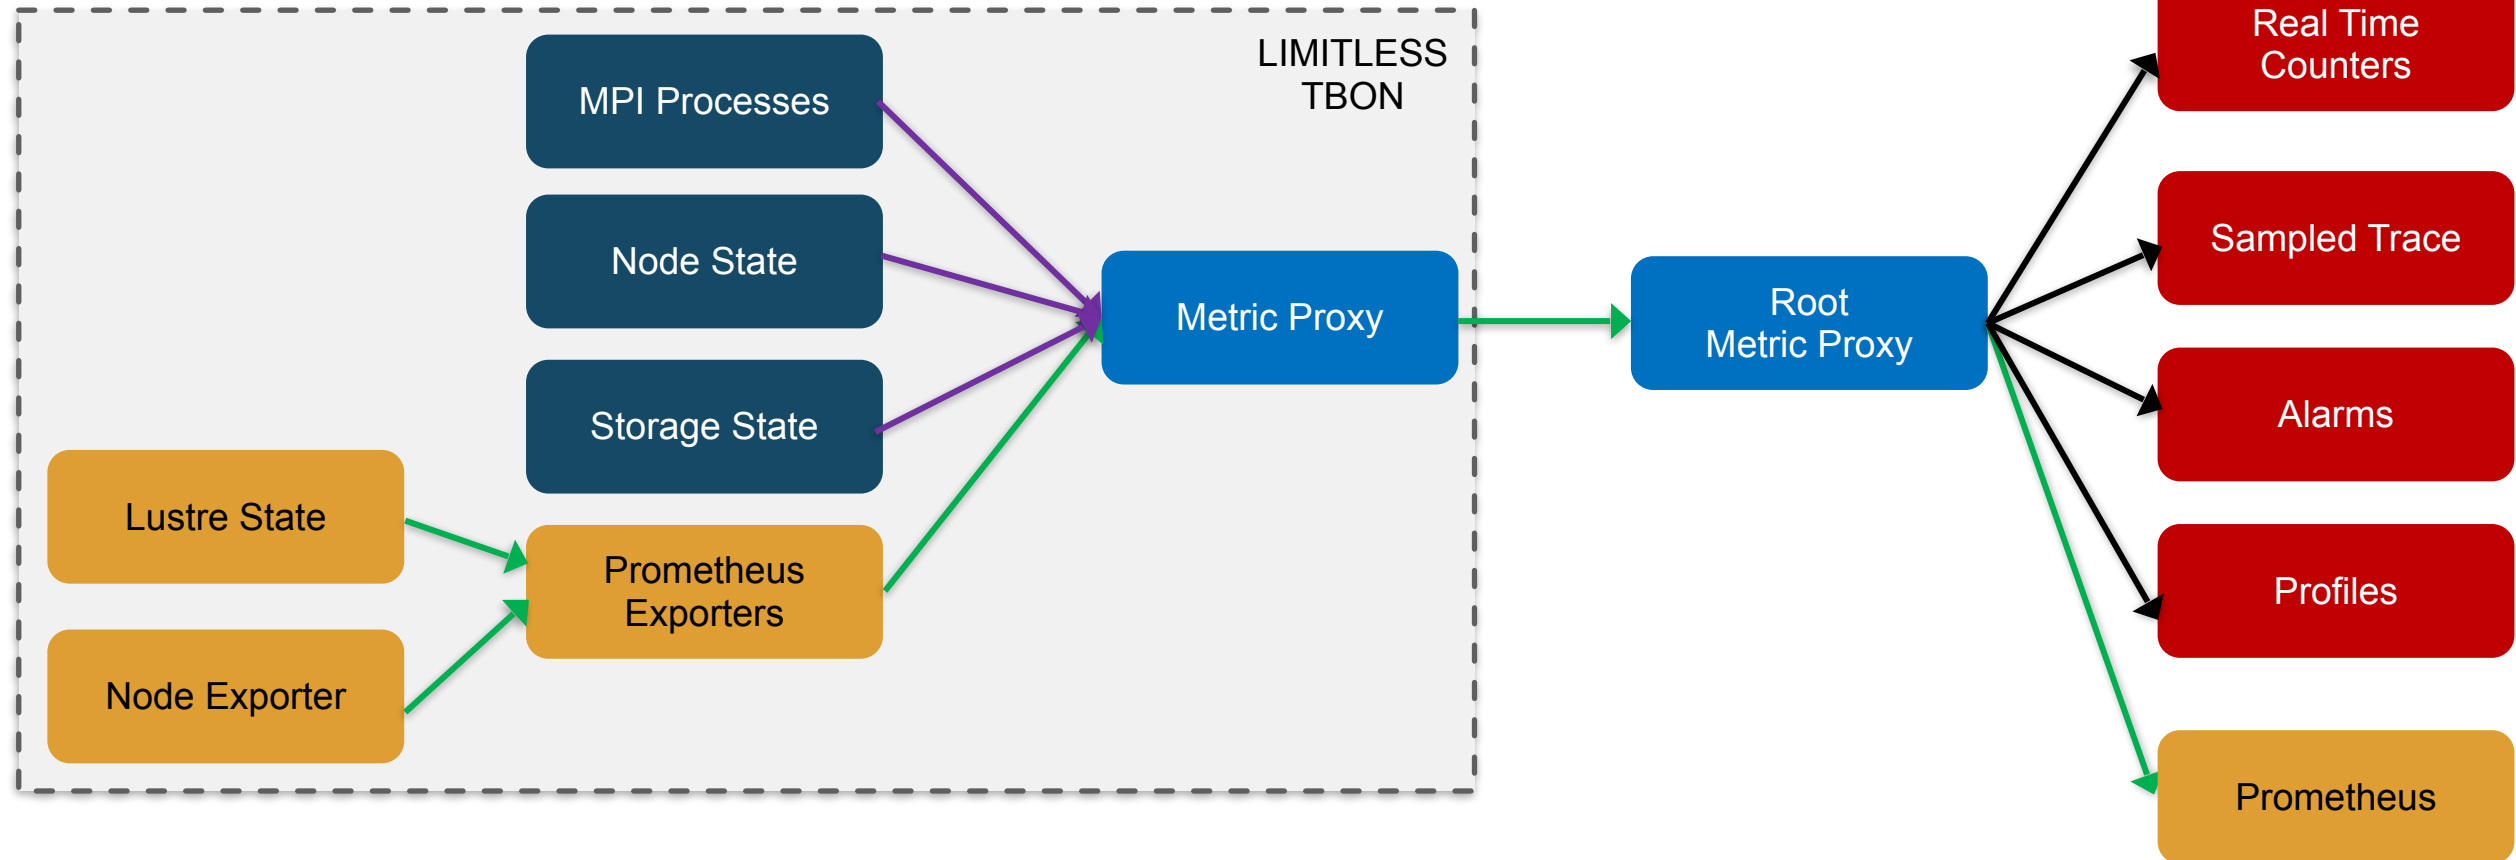 LIMITLESS
TBON
MPI Processes
Node State
Storage State
Lustre State
Node Exporter
Prometheus
Exporters
Metric Proxy
Root
Metric Proxy
Real Time
Counters
Sampled Trace
Alarms
Profiles
Prometheus